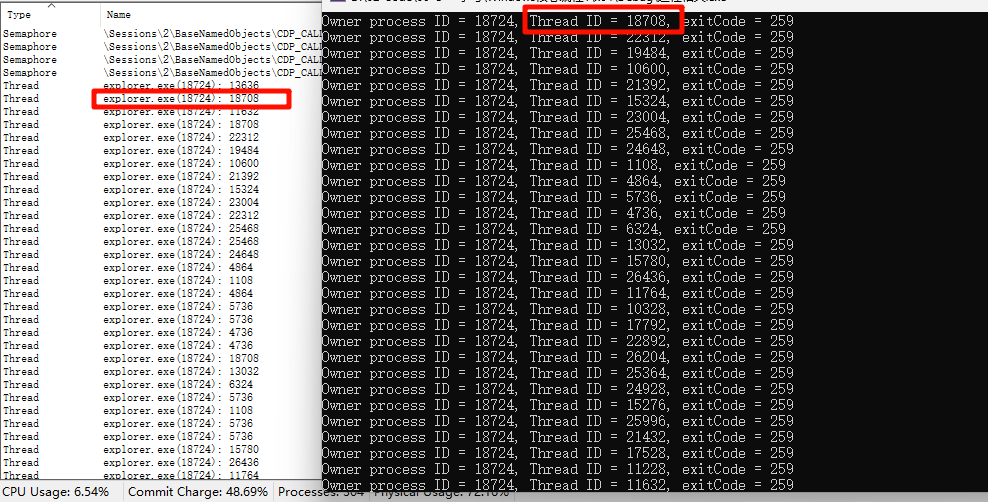 Type Name
Semaphore \Sessions\2\BaseNamedObjects\CDP_CALL
Semaphore \Sessions\2\BaseNamedObjects\CDP_CALL
Semaphore \Sessions\2\BaseNamedObjects\CDP_CALL
Semaphore \Sessions\2\BaseNamedObjects\CDP_CALL
Thread explorer.exe(18724): 13636
Thread explorer.exe(18724): 18708
Thread explorer.exe(18724): 11632
Thread explorer.exe(18724): 18708
Thread explorer.exe(18724): 22312
Thread explorer.exe(18724): 19484
Thread explorer.exe(18724): 10600
Thread explorer.exe(18724): 21392
Thread explorer.exe(18724): 15324
Thread explorer.exe(18724): 23004
Thread explorer.exe(18724): 22312
Thread explorer.exe(18724): 25468
Thread explorer.exe(18724): 25468
Thread explorer.exe(18724): 24648
Thread explorer.exe(18724): 4864
Thread explorer.exe(18724): 1108
Thread explorer.exe(18724): 4864
Thread explorer.exe(18724): 5736
Thread explorer.exe(18724): 5736
Thread explorer.exe(18724): 4736
Thread explorer.exe(18724): 4736
Thread explorer.exe(18724): 18708
Thread explorer.exe(18724): 13032
Thread explorer.exe(18724): 6324
Thread explorer.exe(18724): 5736
Thread explorer.exe(18724): 1108
Thread explorer.exe(18724): 5736
Thread explorer.exe(18724): 5736
Thread explorer.exe(18724): 15780
Thread explorer.exe(18724): 26436
Thread explorer.exe(18724): 11764
CPU Usage: 6.54% Commit Charge: 48.69% Processes: 304 Physical Usage: 72.10%
Owner process ID = 18724, Thread ID = 18708, exitCode = 259
Owner process ID = 18724, Thread ID = 22312, exitCode = 259
Owner process ID = 18724, Thread ID = 19484, exitCode = 259
Owner process ID = 18724, Thread ID = 10600, exitCode = 259
Owner process ID = 18724, Thread ID = 21392, exitCode = 259
Owner process ID = 18724, Thread ID = 15324, exitCode = 259
Owner process ID = 18724, Thread ID = 23004, exitCode = 259
Owner process ID = 18724, Thread ID = 25468, exitCode = 259
Owner process ID = 18724, Thread ID = 24648, exitCode = 259
Owner process ID = 18724, Thread ID = 1108, exitCode = 259
Owner process ID = 18724, Thread ID = 4864, exitCode = 259
Owner process ID = 18724, Thread ID = 5736, exitCode = 259
Owner process ID = 18724, Thread ID = 4736, exitCode = 259
Owner process ID = 18724, Thread ID = 6324, exitCode = 259
Owner process ID = 18724, Thread ID = 13032, exitCode = 259
Owner process ID = 18724, Thread ID = 15780, exitCode = 259
Owner process ID = 18724, Thread ID = 26436, exitCode = 259
Owner process ID = 18724, Thread ID = 11764, exitCode = 259
Owner process ID = 18724, Thread ID = 10328, exitCode = 259
Owner process ID = 18724, Thread ID = 17792, exitCode = 259
Owner process ID = 18724, Thread ID = 22892, exitCode = 259
Owner process ID = 18724, Thread ID = 26204, exitCode = 259
Owner process ID = 18724, Thread ID = 25364, exitCode = 259
Owner process ID = 18724, Thread ID = 24928, exitCode = 259
Owner process ID = 18724, Thread ID = 15276, exitCode = 259
Owner process ID = 18724, Thread ID = 25996, exitCode = 259
Owner process ID = 18724, Thread ID = 21432, exitCode = 259
Owner process ID = 18724, Thread ID = 17528, exitCode = 259
Owner process ID = 18724, Thread ID = 11228, exitCode = 259
Owner process ID = 18724, Thread ID = 11632, exitCode = 259